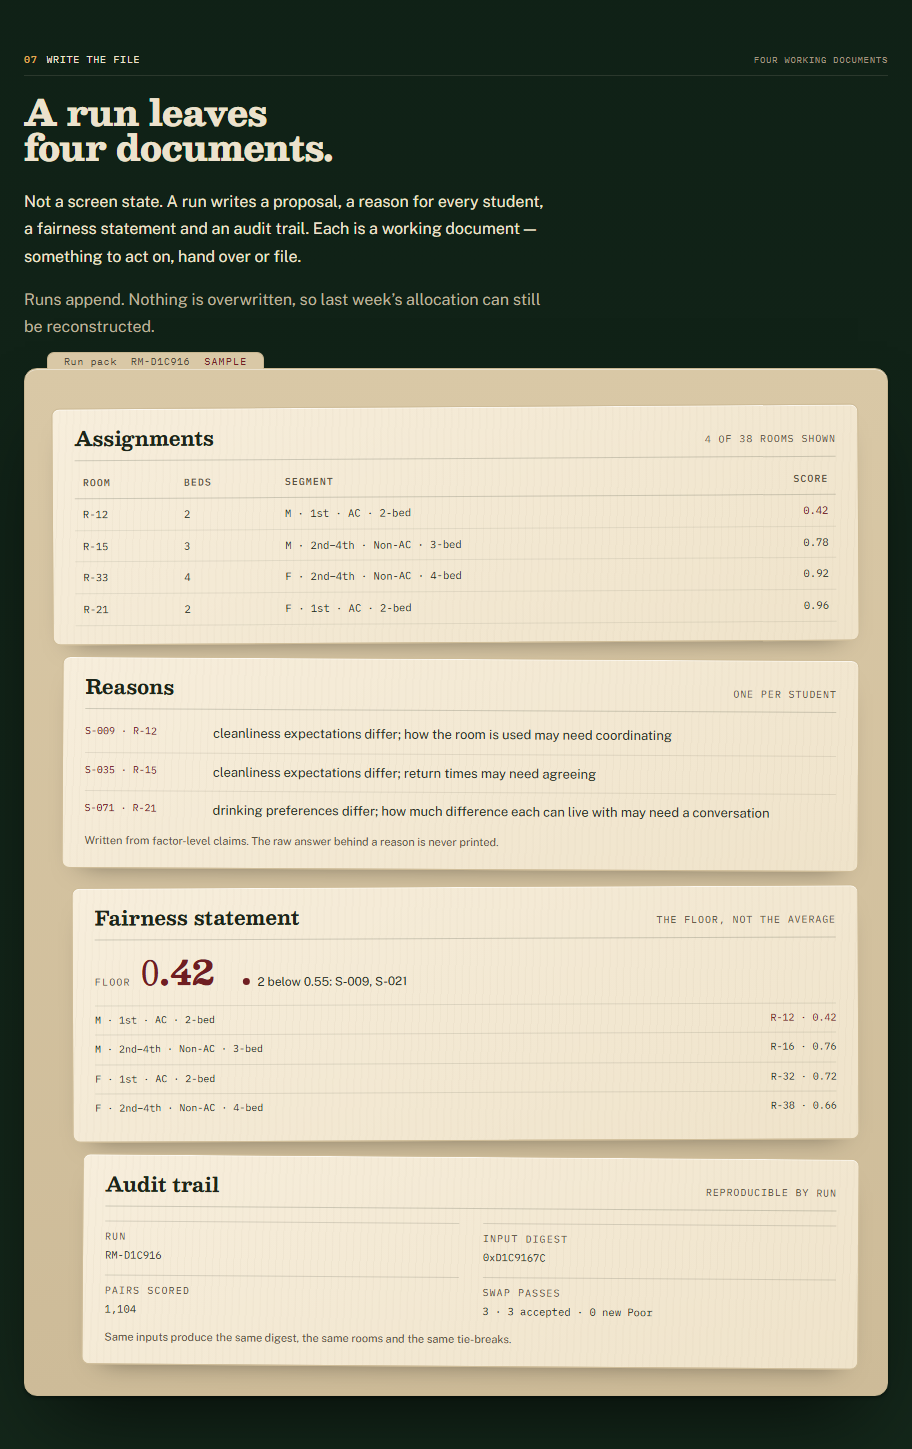 07 WRITE THE FILE
FOUR WORKING DOCUMENTS
A run leaves
four documents.
Not a screen state. A run writes a proposal, a reason for every student,
a fairness statement and an audit trail. Each is a working document —
something to act on, hand over or file.
Runs append. Nothing is overwritten, so last week's allocation can still
be reconstructed.
Run pack RM-D1C916 SAMPLE
Assignments
4 OF 38 ROOMS SHOWN
ROOM BEDS SEGMENT SCORE
R-12 2 M · 1st · AC · 2-bed 0.42
R-15 3 M · 2nd–4th · Non-AC · 3-bed 0.78
R-33 4 F · 2nd–4th · Non-AC · 4-bed 0.92
R-21 2 F · 1st · AC · 2-bed 0.96
Reasons
ONE PER STUDENT
S-009 · R-12 cleanliness expectations differ; how the room is used may need coordinating
S-035 · R-15 cleanliness expectations differ; return times may need agreeing
S-071 · R-21 drinking preferences differ; how much difference each can live with may need a conversation
Written from factor-level claims. The raw answer behind a reason is never printed.
Fairness statement
THE FLOOR, NOT THE AVERAGE
FLOOR 0.42 2 below 0.55: S-009, S-021
M · 1st · AC · 2-bed R-12 · 0.42
M · 2nd–4th · Non-AC · 3-bed R-16 · 0.76
F · 1st · AC · 2-bed R-32 · 0.72
F · 2nd–4th · Non-AC · 4-bed R-38 · 0.66
Audit trail
REPRODUCIBLE BY RUN
RUN
RM-D1C916
INPUT DIGEST
0xD1C9167C
PAIRS SCORED
1,104
SWAP PASSES
3 · 3 accepted · 0 new Poor
Same inputs produce the same digest, the same rooms and the same tie-breaks.